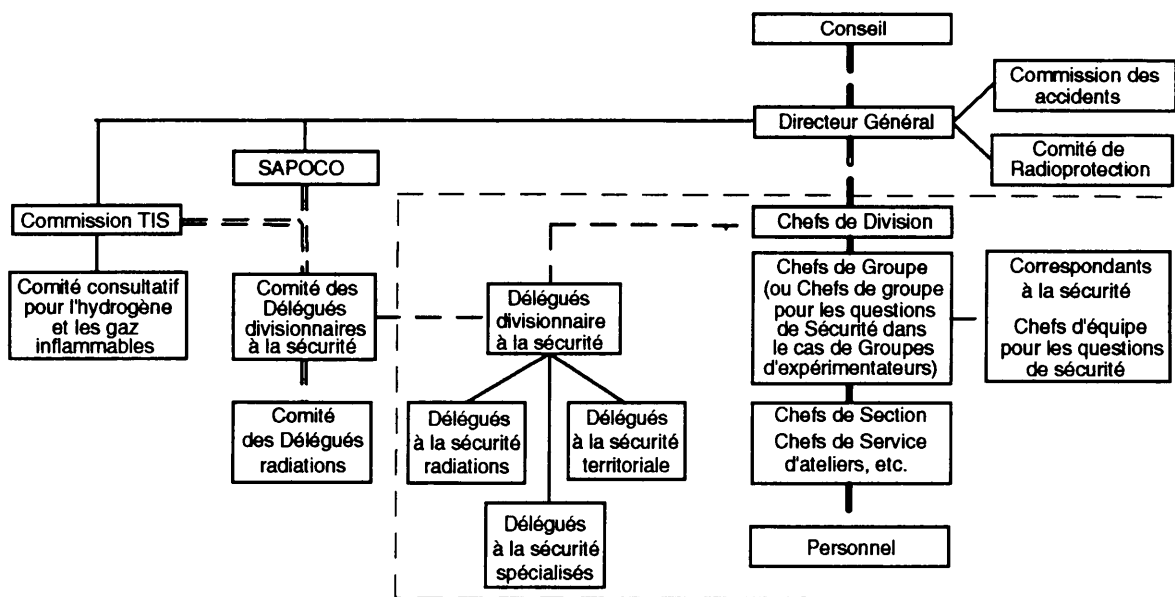 Conseil
Commission des
accidents
Directeur Général
Comité de
Radioprotection
SAPOCO
Commission TIS
Chefs de Division
Comité consultatif
pour l'hydrogène
et les gaz
inflammables
Comité des
Délégués
divisionnaires
à la sécurité
Délégués
divisionnaire
à la sécurité
Chefs de Groupe
(ou Chefs de groupe
pour les questions
de Sécurité dans
le cas de Groupes
d'expérimentateurs)
Correspondants
à la sécurité
Chefs d'équipe
pour les questions
de sécurité
Comité
des Délégués
radiations
Délégués
à la sécurité
radiations
Délégués
à la sécurité
territoriale
Chefs de Section
Chefs de Service
d'ateliers, etc.
Délégués
à la sécurité
spécialisés
Personnel